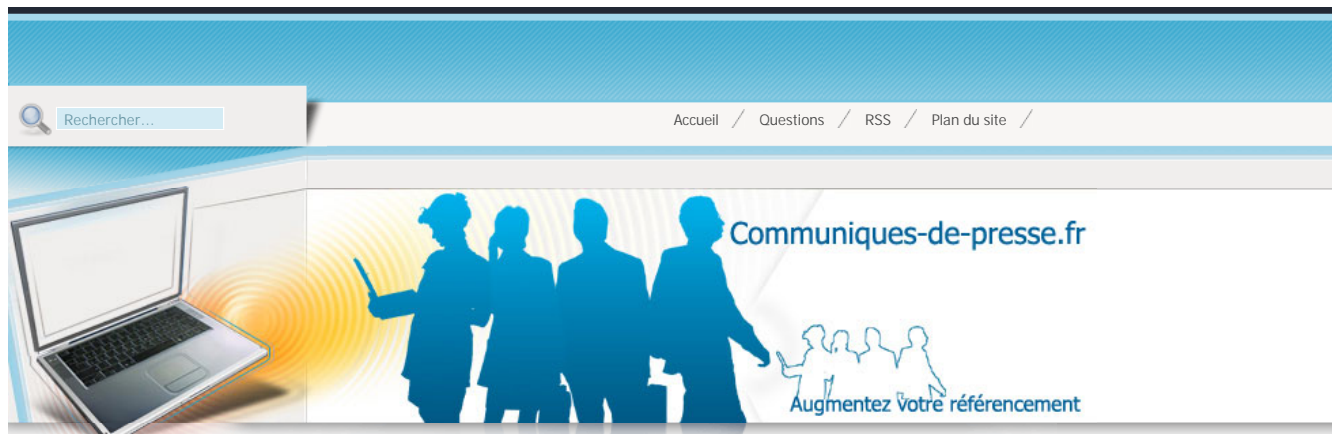 Rechercher...
Accueil / Questions / RSS / Plan du site /
Communiques-de-presse.fr
Augmentez votre référencement